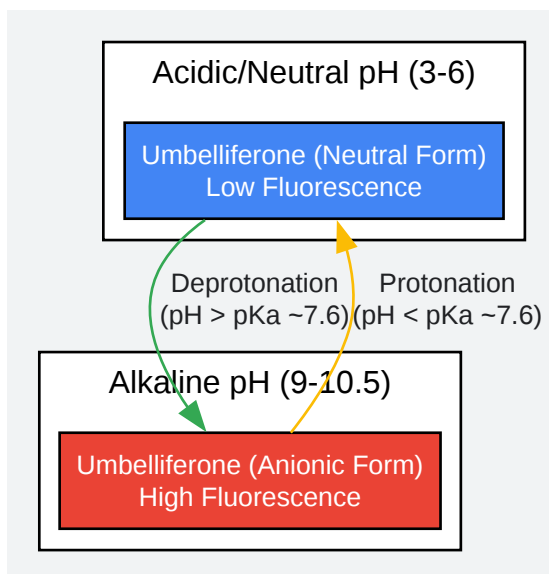 Acidic/Neutral pH (3-6)
Umbelliferone (Neutral Form)
Low Fluorescence
Deprotonation
(pH > pKa ~7.6)
Protonation
(pH < pKa ~7.6)
Alkaline pH (9-10.5)
Umbelliferone (Anionic Form)
High Fluorescence